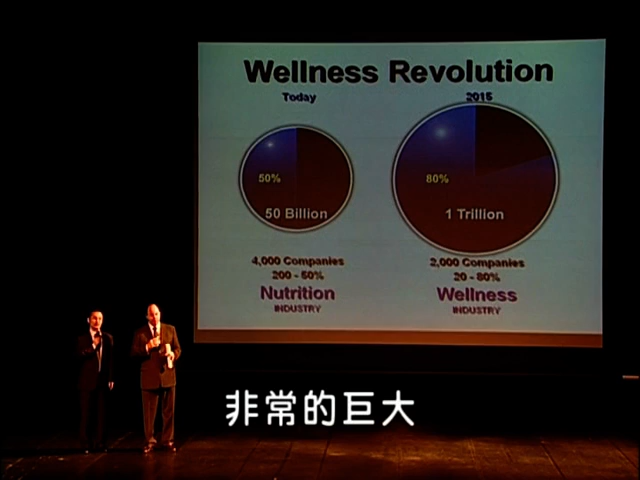 Wellness Revolution
Today
2015
50%
80%
50 Billion
1 Trillion
4,000 Companies
2,000 Companies
200 - 50%
20 - 80%
Nutrition
Wellness
INDUSTRY
INDUSTRY
非常的巨大